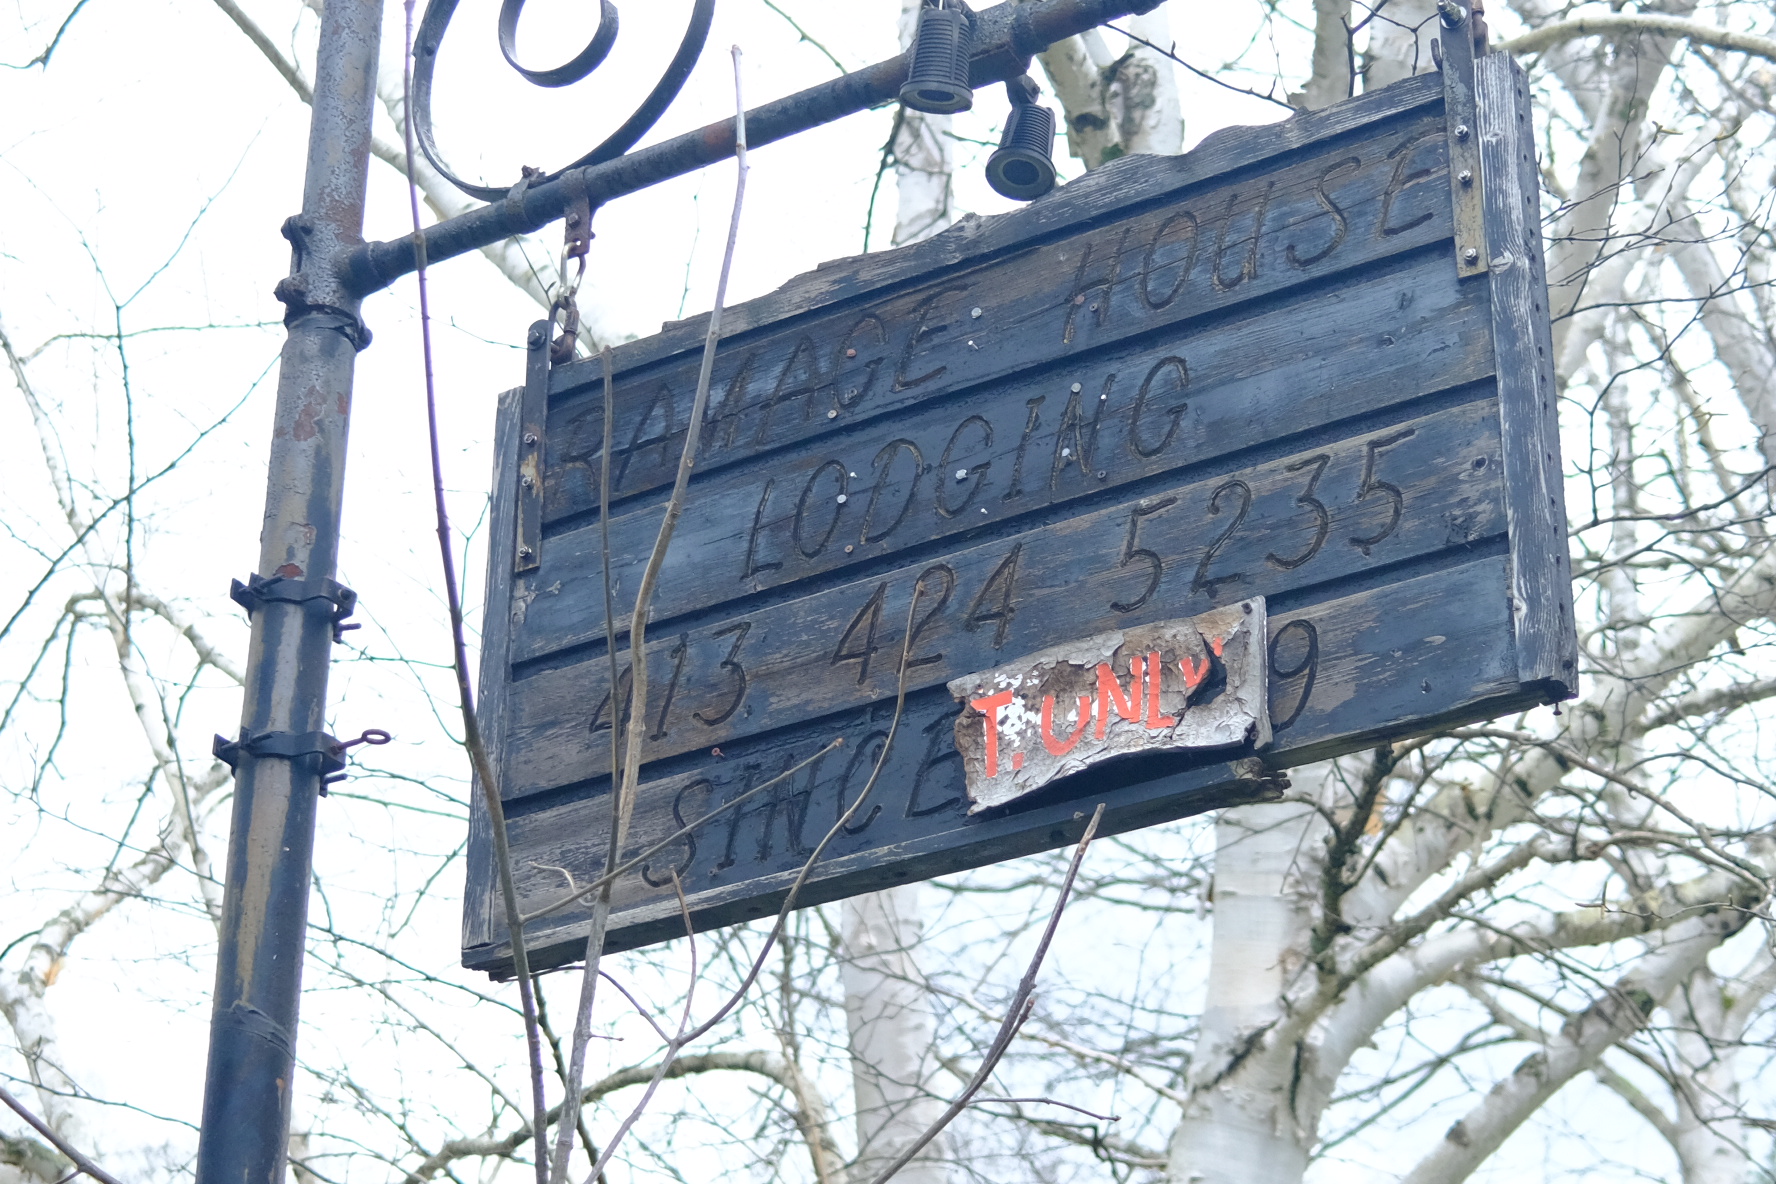 RAMAGE HOUSE
LODGING
413 424 5235
SINCE 9
T. ONLY